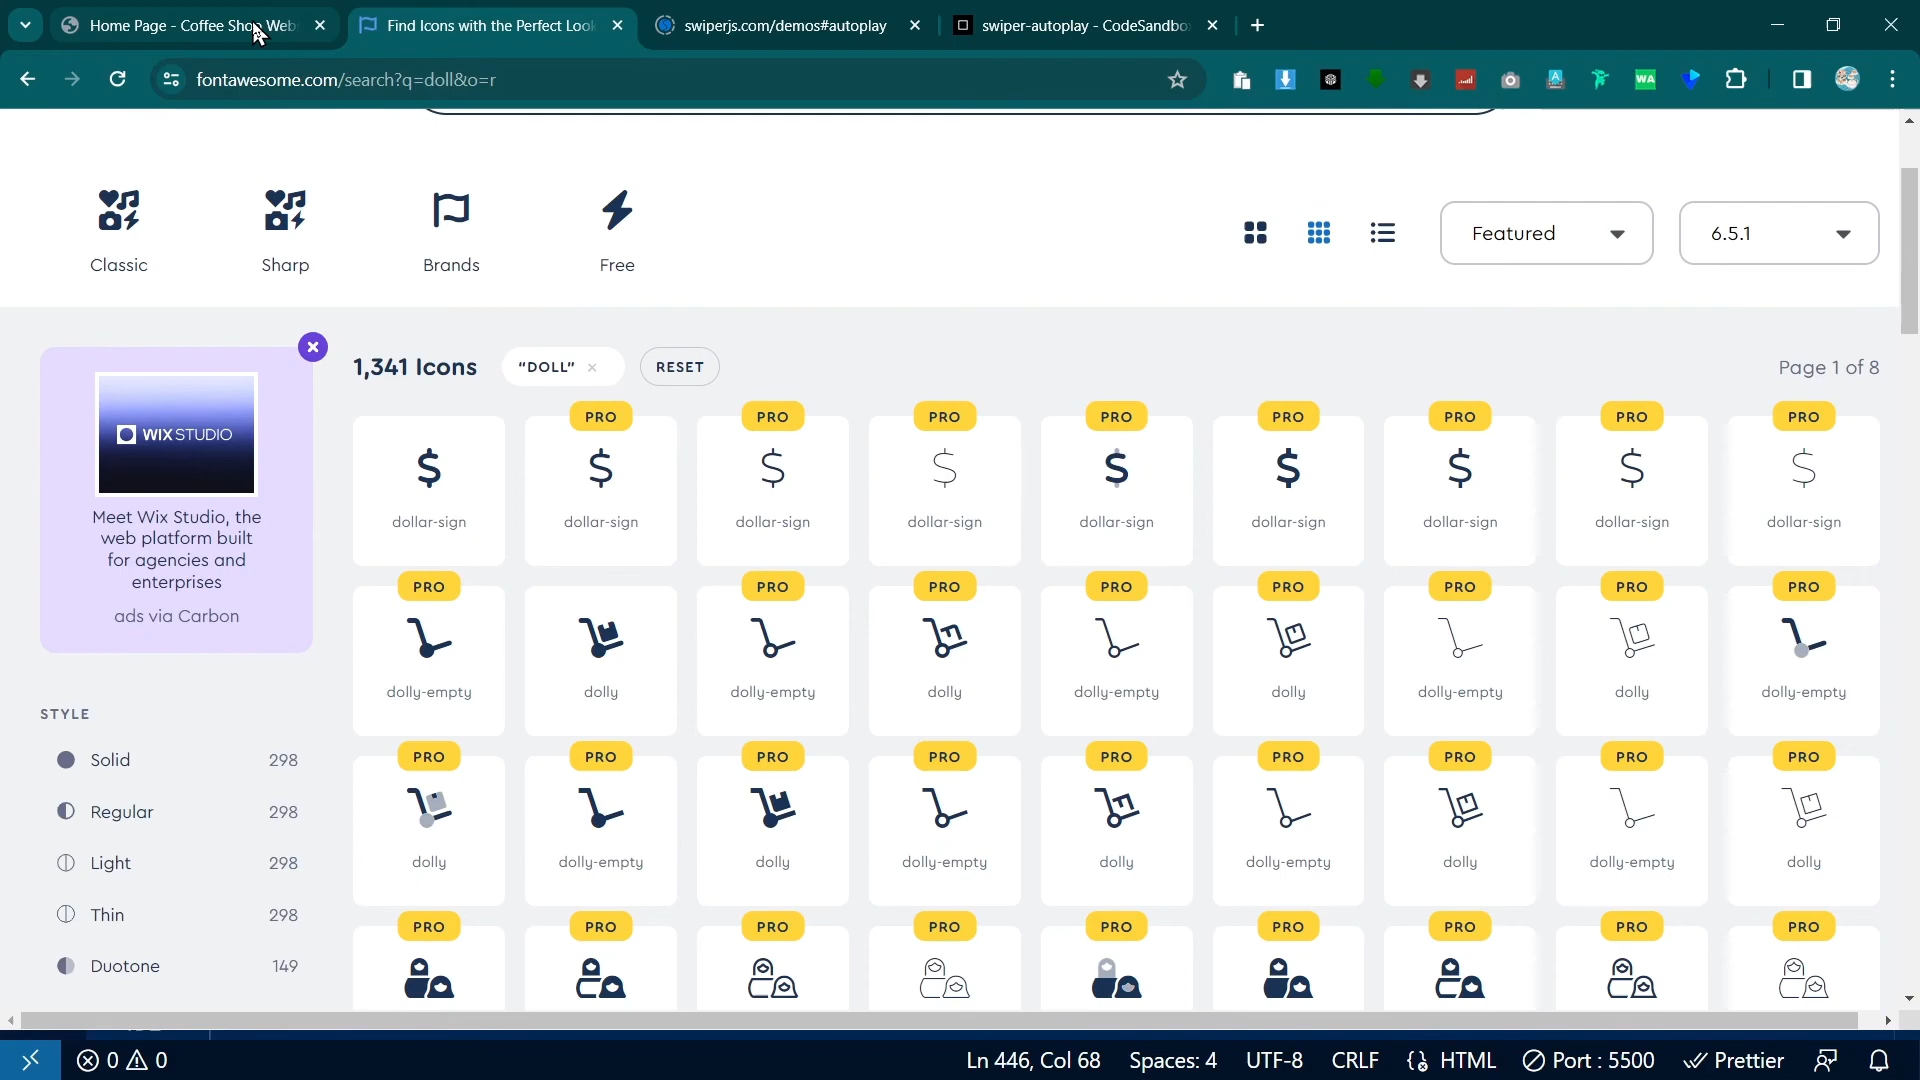 Home Page - Coffee Shop Web
Find Icons with the Perfect Look
swiperjs.com/demos#autoplay
swiper-autoplay - CodeSandbo
fontawesome.com/search?q=doll&o=r
WA
Classic
Sharp
Brands
Free
Featured
6.5.1
1,341 Icons
“DOLL”
RESET
Page 1 of 8
WIX STUDIO
Meet Wix Studio, the
web platform built
for agencies and
enterprises
ads via Carbon
PRO PRO PRO PRO PRO PRO PRO PRO
dollar-sign dollar-sign dollar-sign dollar-sign dollar-sign dollar-sign dollar-sign dollar-sign dollar-sign
PRO PRO PRO PRO PRO PRO PRO PRO
dolly-empty dolly dolly-empty dolly dolly-empty dolly dolly-empty dolly dolly-empty
PRO PRO PRO PRO PRO PRO PRO PRO PRO
dolly dolly-empty dolly dolly-empty dolly dolly-empty dolly dolly-empty dolly
PRO PRO PRO PRO PRO PRO PRO PRO PRO
STYLE
Solid 298
Regular 298
Light 298
Thin 298
Duotone 149
0 0 Ln 446, Col 68 Spaces: 4 UTF-8 CRLF HTML Port : 5500 Prettier